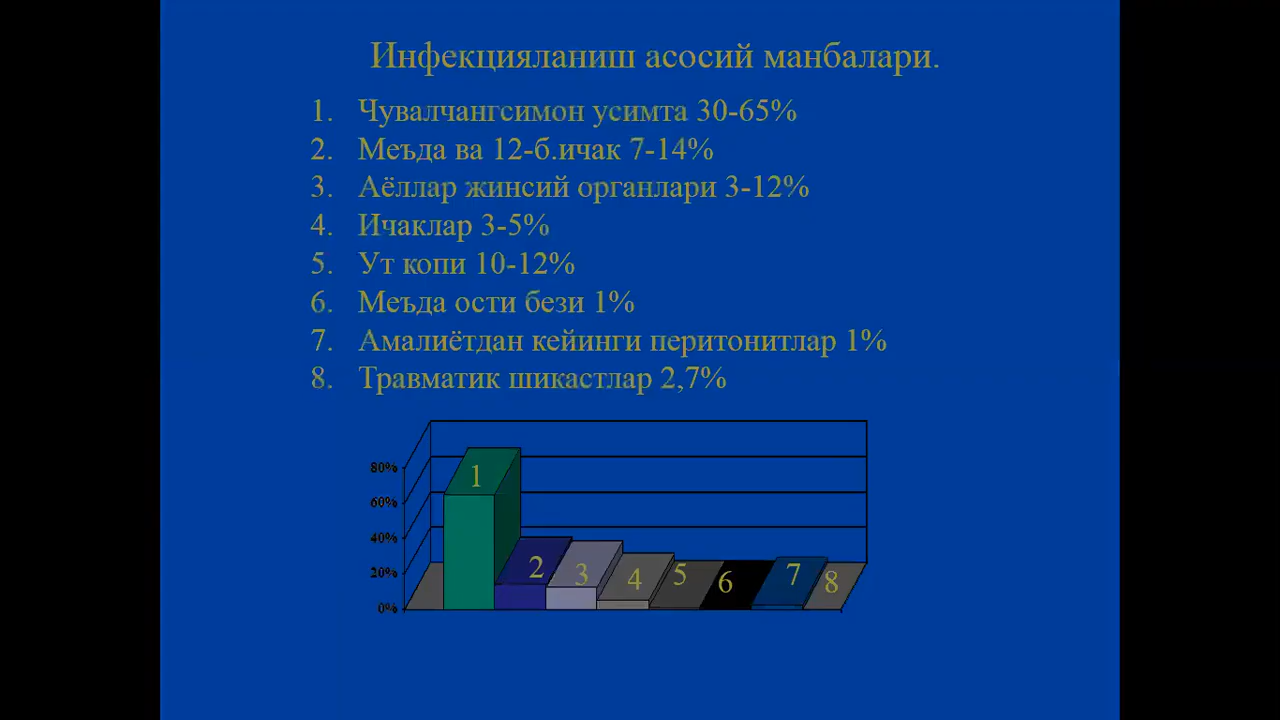 Инфекцияланиш асосий манбалари.
1. Чувалчангсимон усимта 30-65%
2. Меъда ва 12-б.ичак 7-14%
3. Аёллар жинсий органлари 3-12%
4. Ичаклар 3-5%
5. Ут копи 10-12%
6. Меъда ости бези 1%
7. Амалиётдан кейинги перитонитлар 1%
8. Травматик шикастлар 2,7%
80%
60%
40%
20%
0%
1
2
3
4
5
6
7
8